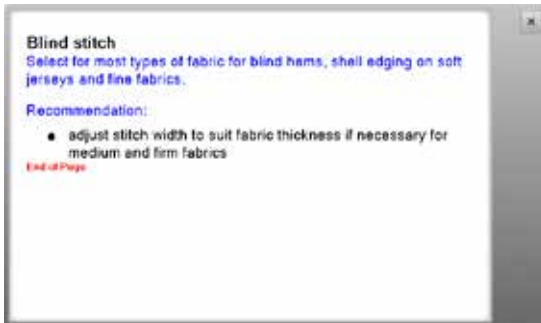 Blind stitch
Select for most types of fabric for blind hems, shell edging on soft
jerseys and fine fabrics.
Recommendation:
• adjust stitch width to suit fabric thickness if necessary for
medium and firm fabrics
End of Page